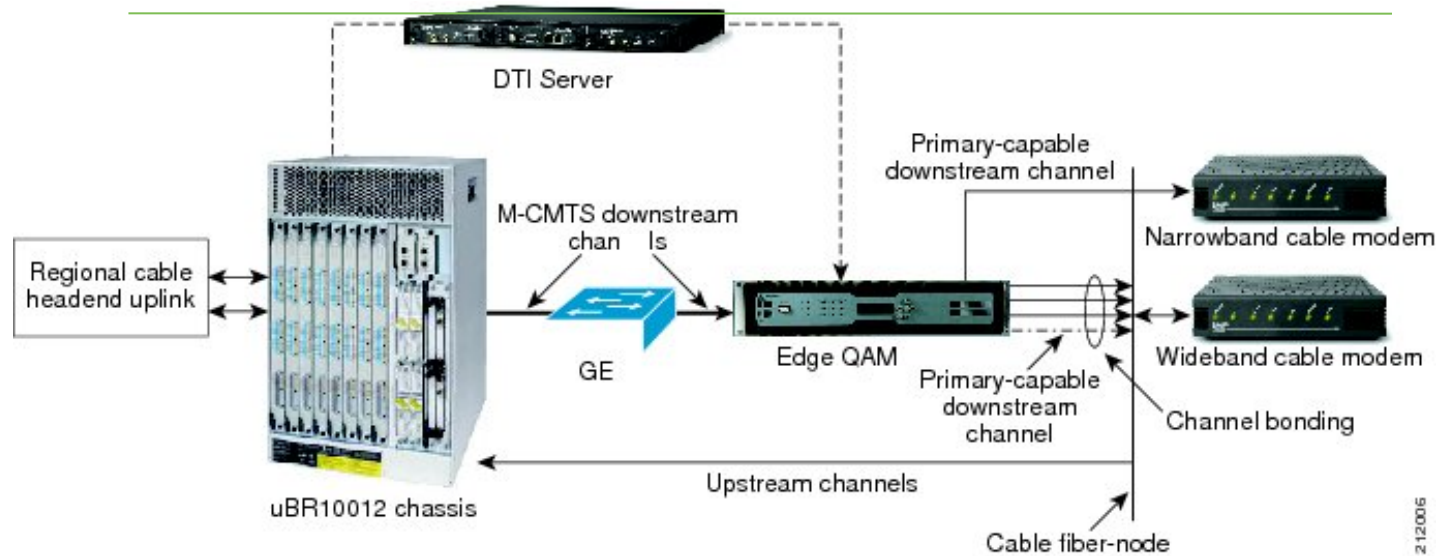 DTI Server
Primary-capable
downstream channel
M-CMTS downstream
chan ls
Narrowband cable modem
Regional cable
headend uplink
GE
Edge QAM
Wideband cable modem
Primary-capable
downstream
channel
Channel bonding
Upstream channels
uBR10012 chassis
Cable fiber-node
212006